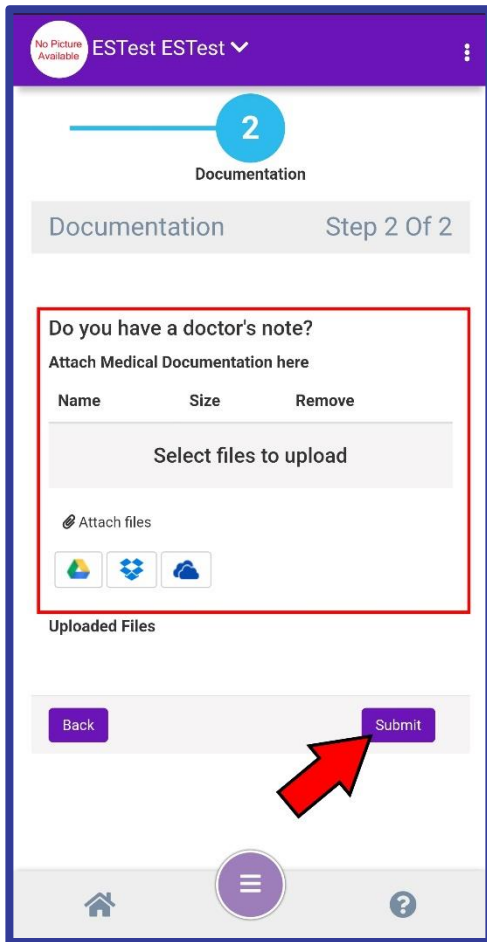 No Picture
Available
ESTest ESTest
2
Documentation
Documentation Step 2 Of 2
Do you have a doctor's note?
Attach Medical Documentation here
Name Size Remove
Select files to upload
Attach files
Uploaded Files
Back Submit
?